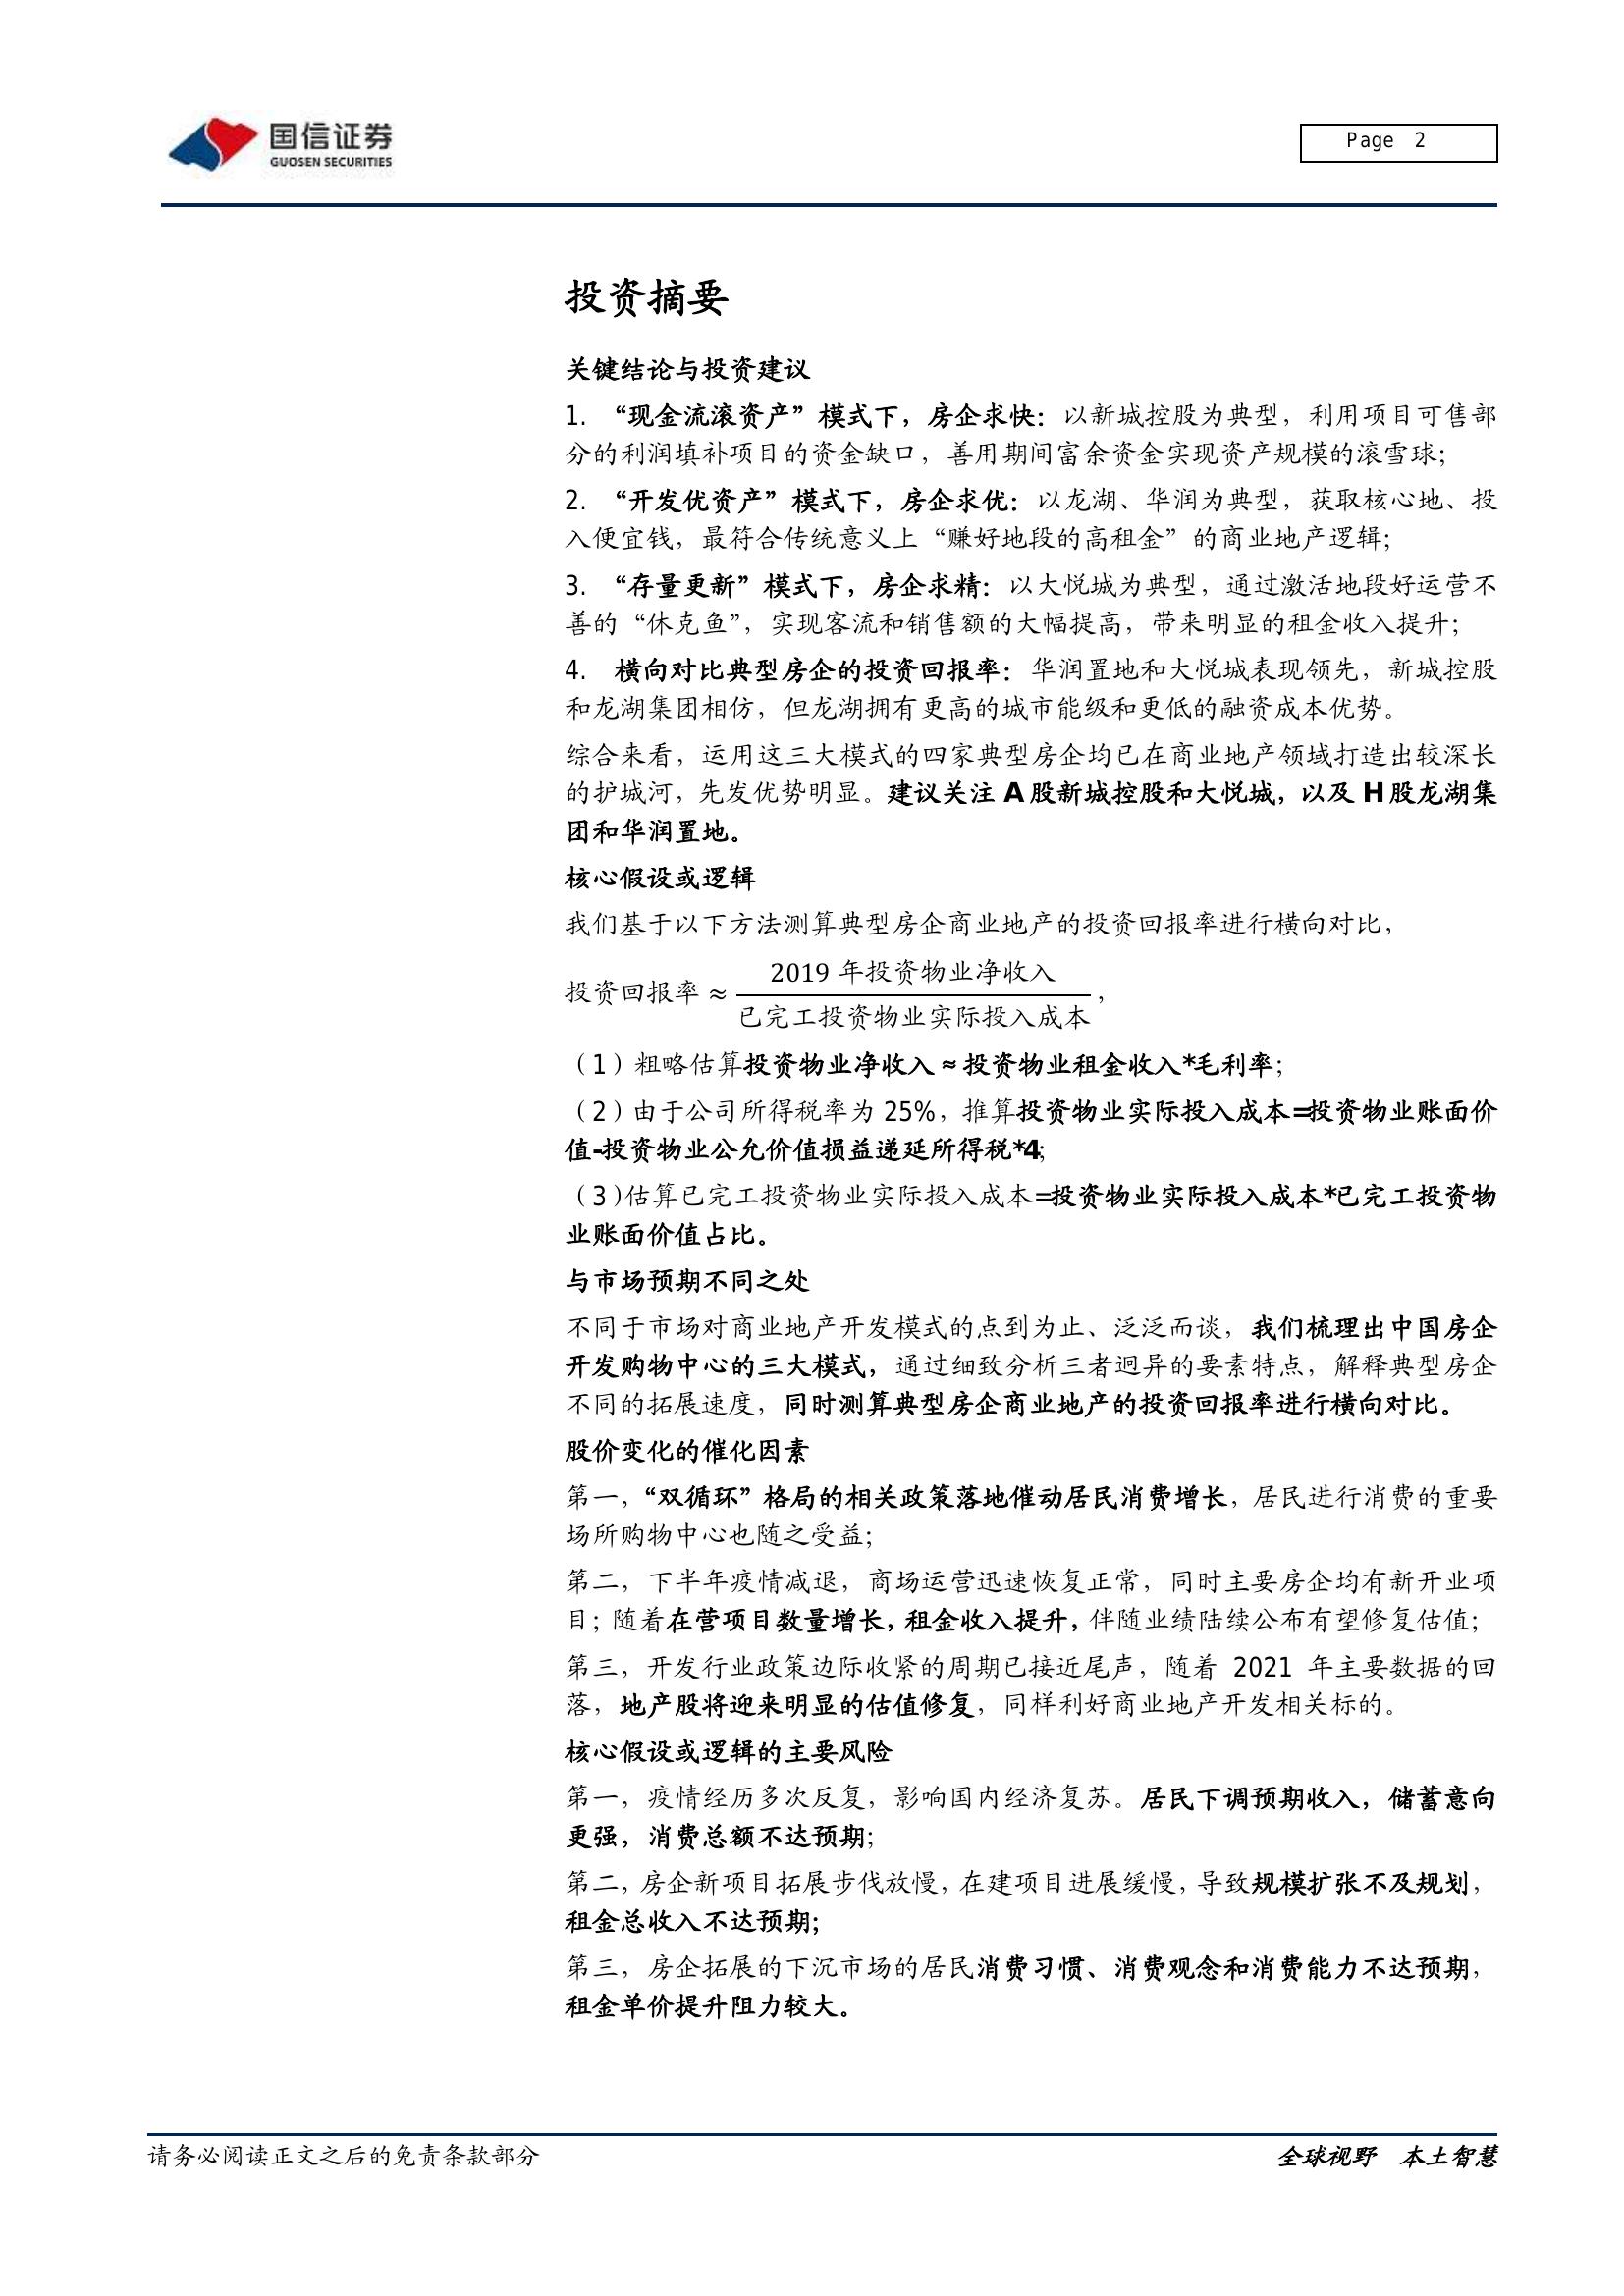 国信证券
GUOSEN SECURITIES
Page 2
投资摘要
关键结论与投资建议
1. “现金流滚资产”模式下，房企求快：以新城控股为典型，利用项目可售部
分的利润填补项目的资金缺口，善用期间富余资金实现资产规模的滚雪球；
2. “开发优资产”模式下，房企求优：以龙湖、华润为典型，获取核心地、投
入便宜钱，最符合传统意义上“赚好地段的高租金”的商业地产逻辑；
3. “存量更新”模式下，房企求精：以大悦城为典型，通过激活地段好运营不
善的“休克鱼”，实现客流和销售额的大幅提高，带来明显的租金收入提升；
4. 横向对比典型房企的投资回报率：华润置地和大悦城表现领先，新城控股
和龙湖集团相仿，但龙湖拥有更高的城市能级和更低的融资成本优势。
综合来看，运用这三大模式的四家典型房企均已在商业地产领域打造出较深长
的护城河，先发优势明显。建议关注 A 股新城控股和大悦城，以及 H 股龙湖集
团和华润置地。
核心假设或逻辑
我们基于以下方法测算典型房企商业地产的投资回报率进行横向对比，
2019 年投资物业净收入
投资回报率 ≈ ，
已完工投资物业实际投入成本
（1）粗略估算投资物业净收入≈投资物业租金收入*毛利率；
（2）由于公司所得税率为 25%，推算投资物业实际投入成本=投资物业账面价
值-投资物业公允价值损益递延所得税*4；
（3）估算已完工投资物业实际投入成本=投资物业实际投入成本*已完工投资物
业账面价值占比。
与市场预期不同之处
不同于市场对商业地产开发模式的点到为止、泛泛而谈，我们梳理出中国房企
开发购物中心的三大模式，通过细致分析三者迥异的要素特点，解释典型房企
不同的拓展速度，同时测算典型房企商业地产的投资回报率进行横向对比。
股价变化的催化因素
第一，“双循环”格局的相关政策落地催动居民消费增长，居民进行消费的重要
场所购物中心也随之受益；
第二，下半年疫情减退，商场运营迅速恢复正常，同时主要房企均有新开业项
目；随着在营项目数量增长，租金收入提升，伴随业绩陆续公布有望修复估值；
第三，开发行业政策边际收紧的周期已接近尾声，随着 2021 年主要数据的回
落，地产股将迎来明显的估值修复，同样利好商业地产开发相关标的。
核心假设或逻辑的主要风险
第一，疫情经历多次反复，影响国内经济复苏。居民下调预期收入，储蓄意向
更强，消费总额不达预期；
第二，房企新项目拓展步伐放慢，在建项目进展缓慢，导致规模扩张不及规划，
租金总收入不达预期；
第三，房企拓展的下沉市场的居民消费习惯、消费观念和消费能力不达预期，
租金单价提升阻力较大。
请务必阅读正文之后的免责条款部分
全球视野 本土智慧